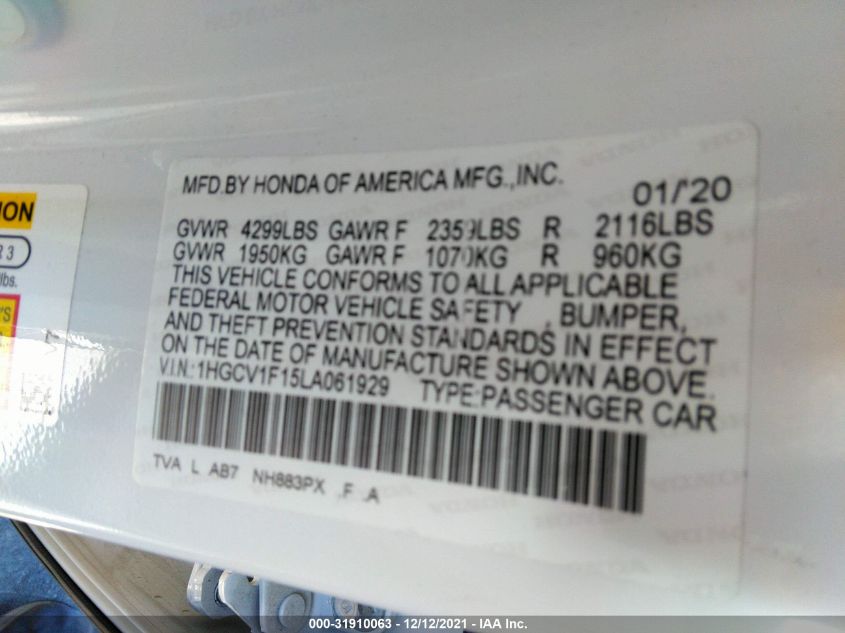 ION
R 3
lbs.
'S
MFD.BY HONDA OF AMERICA MFG.,INC. 01/'20
GVWR 4299LBS GAWR F 2359LBS R 2116LBS
GVWR 1950KG GAWR F 1070KG R 960KG
THIS VEHICLE CONFORMS TO ALL APPLICABLE
FEDERAL MOTOR VEHICLE SAFETY , BUMPER,
AND THEFT PREVENTION STANDARDS IN EFFECT
ON THE DATE OF MANUFACTURE SHOWN ABOVE.
V.I.N.:1HGCV1F15LA061929 TYPE:PASSENGER CAR
TVA L AB7 NH883PX .F .A
000-31910063 - 12/12/2021 - IAA Inc.